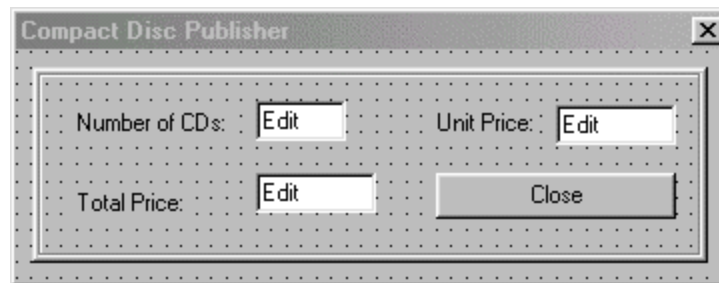 Compact Disc Publisher
Number of CDs: Edit Unit Price: Edit
Total Price: Edit Close